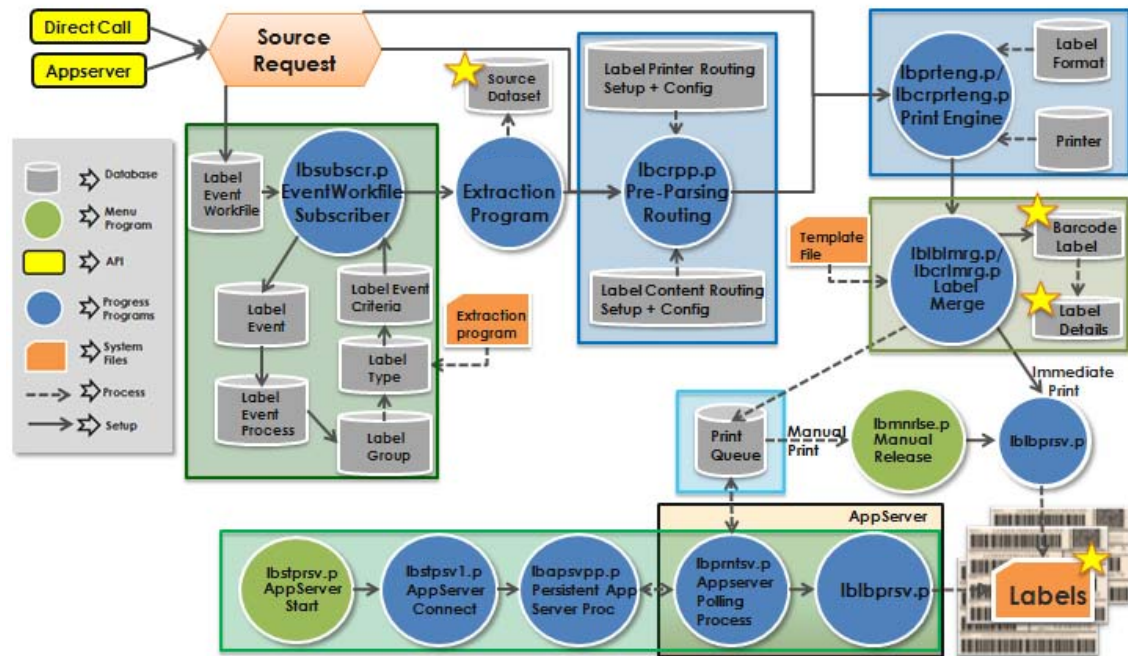 DirectCall
Appserver
Source
Request
Source
Dataset
Label Printer Routing
Setup + Config
lbprteng.p/
lbcrprteng.p
Print Engine
Label
Format
Printer
Database
Menu
Program
API
Progress
Programs
System
Files
Process
Setup
Label
Event
WorkFile
lbsubscr.p
EventWorkfile
Subscriber
Extraction
Program
lbcrpp.p
Pre-Parsing
Routing
Label Content Routing
Setup + Config
Template
File
lblblmrg.p/
lbcrlmrg.p
Label
Merge
Barcode
Label
Label
Details
Label Event
Criteria
Label
Event
Extraction
program
Label
Type
Label
Event
Process
Label
Group
Immediate
Print
Print
Queue
Manual
Print
lbmnrlse.p
Manual
Release
lblbprsv.p
AppServer
lbstprsv.p
AppServer
Start
lbstpsv1.p
AppServer
Connect
lbapsvpp.p
Persistent App
Server Proc
lbprntsv.p
Appserver
Polling
Process
lblbprsv.p
Labels